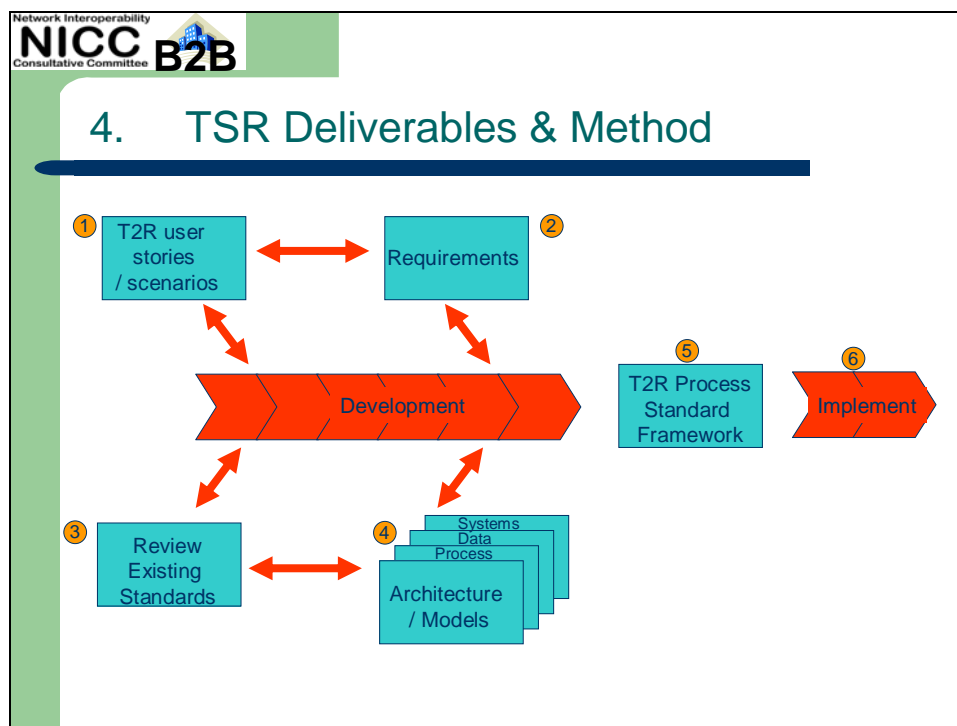 Network Interoperability
NICC
Consultative Committee
B2B
4. TSR Deliverables & Method
1
T2R user
stories
/ scenarios
2
Requirements
Development
5
T2R Process
Standard
Framework
6
Implement
3
Review
Existing
Standards
4
Systems
Data
Process
Architecture
/ Models